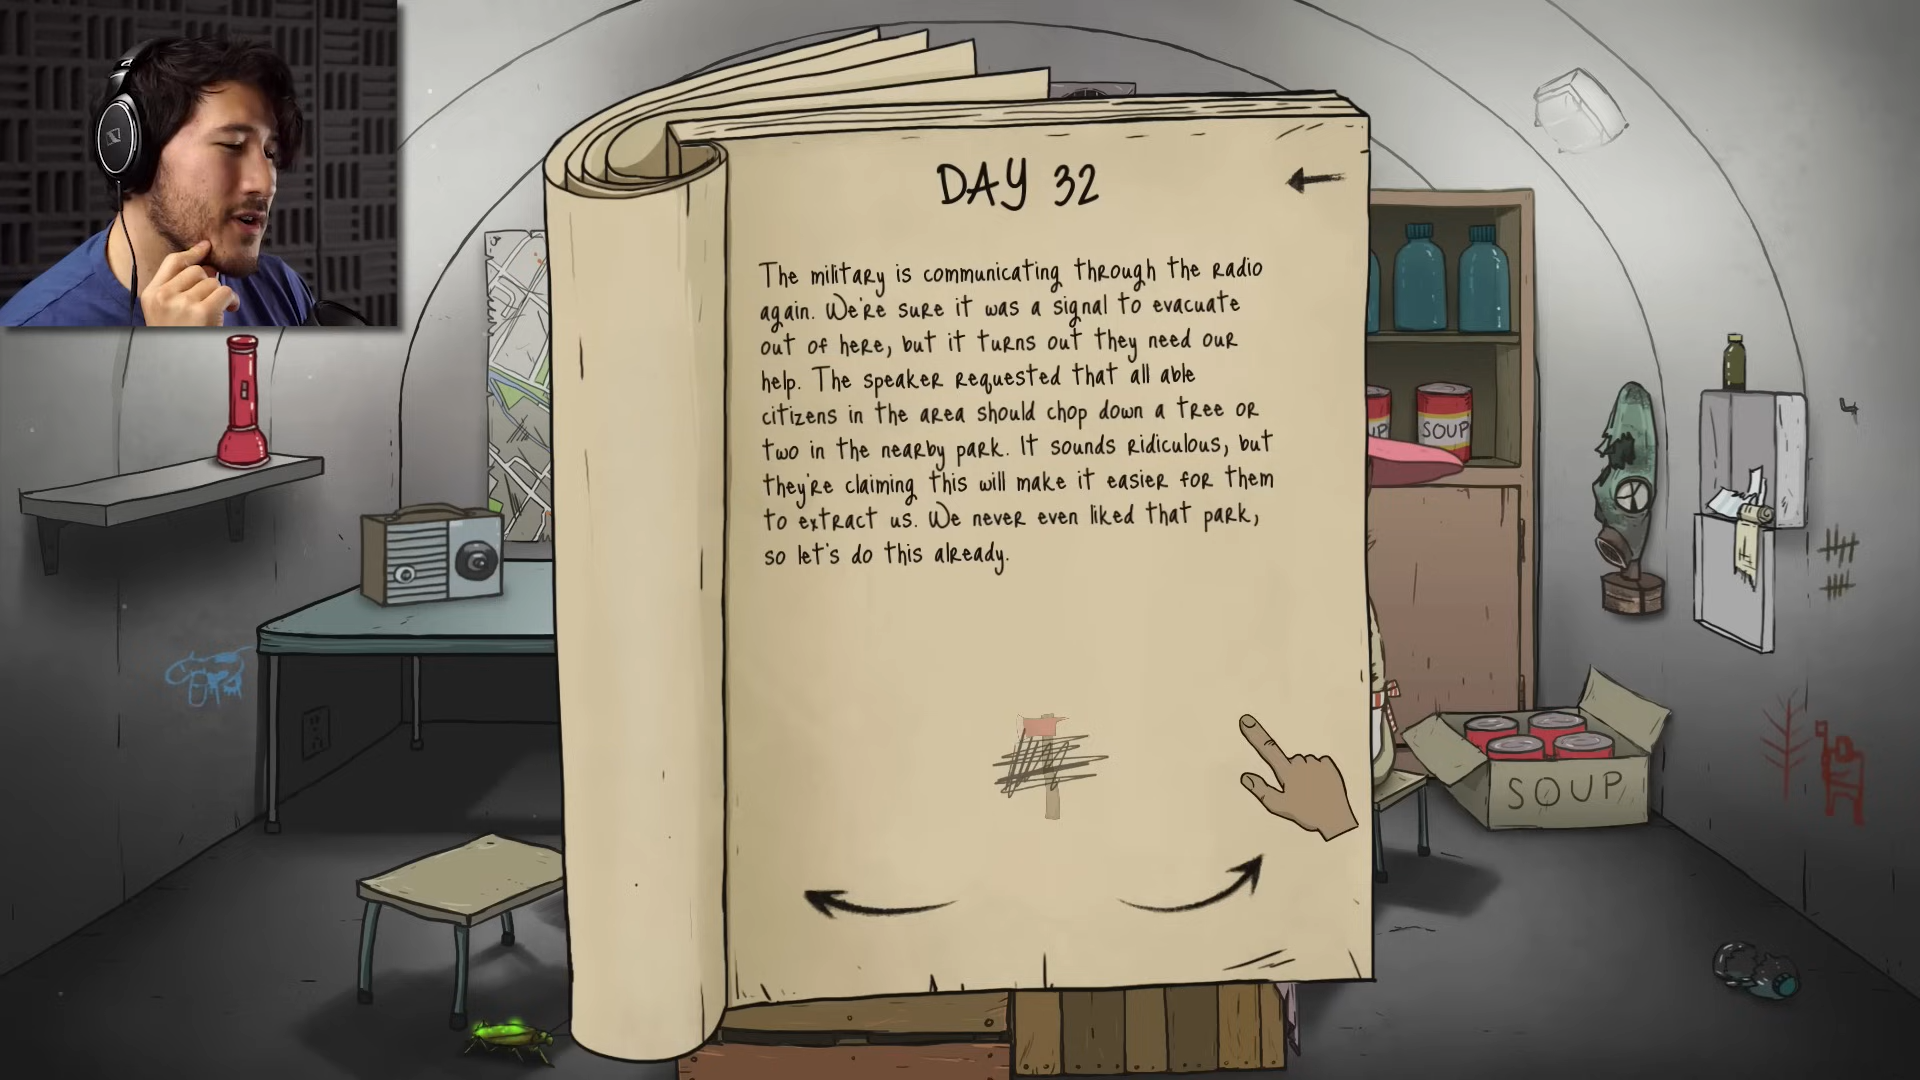 DAY 32
The military is communicating through the radio
again. We're sure it was a signal to evacuate
out of here, but it turns out they need our
help. The speaker requested that all able
citizens in the area should chop down a tree or
two in the nearby park. It sounds ridiculous, but
they're claiming this will make it easier for them
to extract us. We never even liked that park,
so let's do this already.
UP
SOUP
SOUP